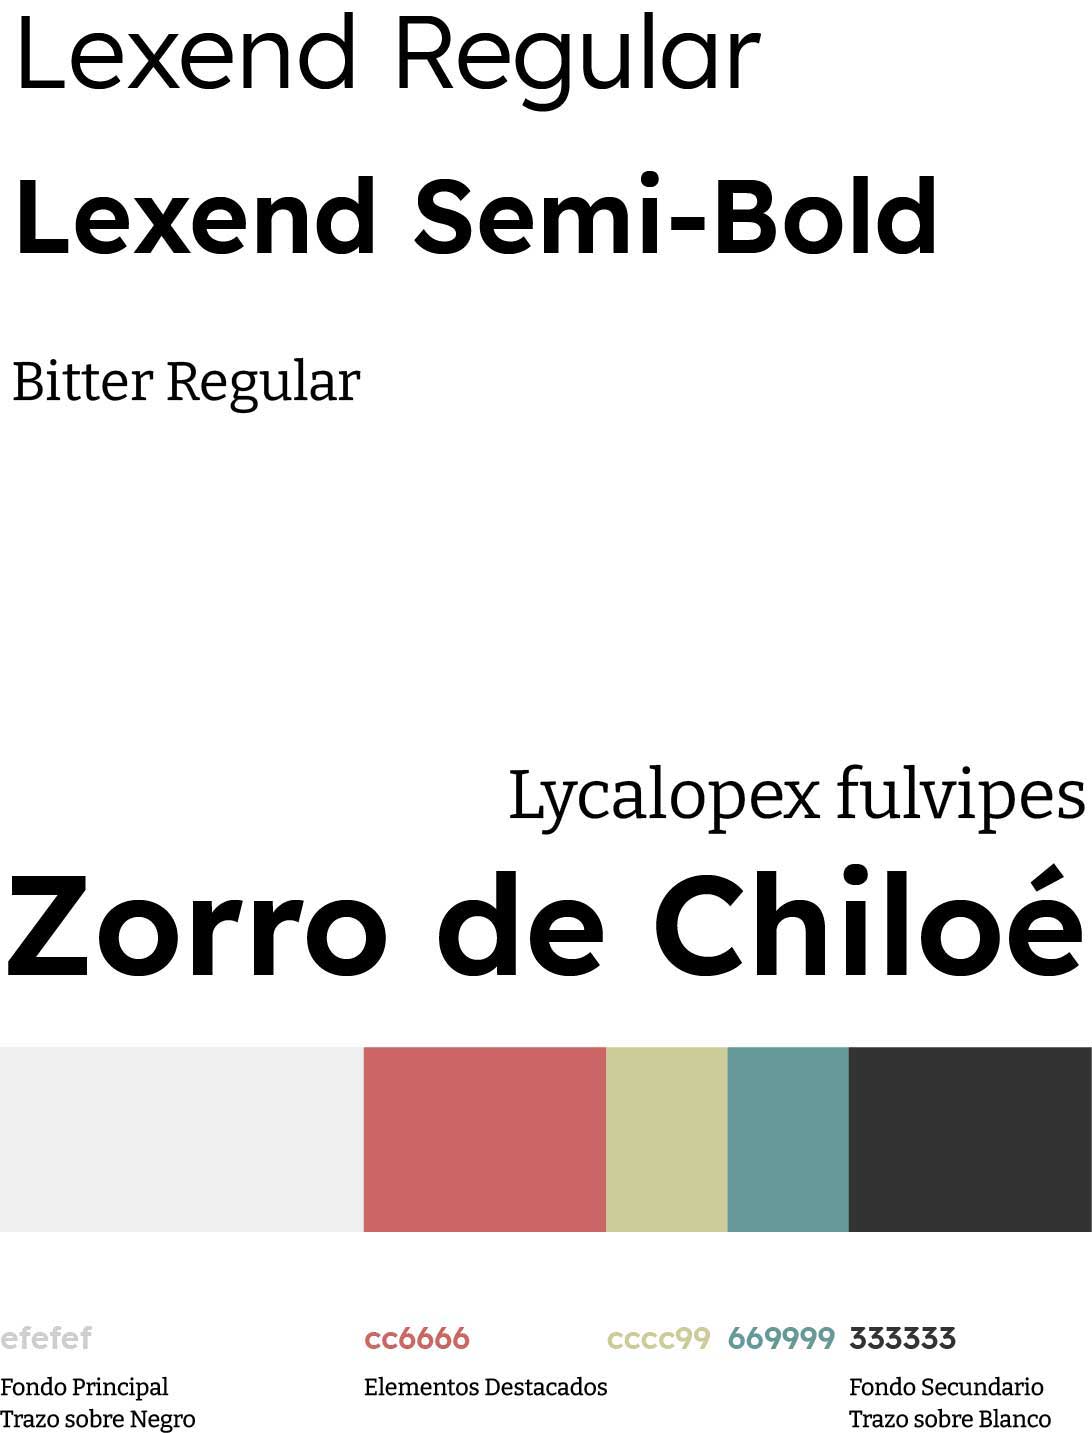 Lexend Regular
Lexend Semi-Bold
Bitter Regular
Lycalopex fulvipes
Zorro de Chiloé
efefef cc6666 cccc99 669999 333333
Fondo Principal Elementos Destacados Fondo Secundario
Trazo sobre Negro Trazo sobre Blanco